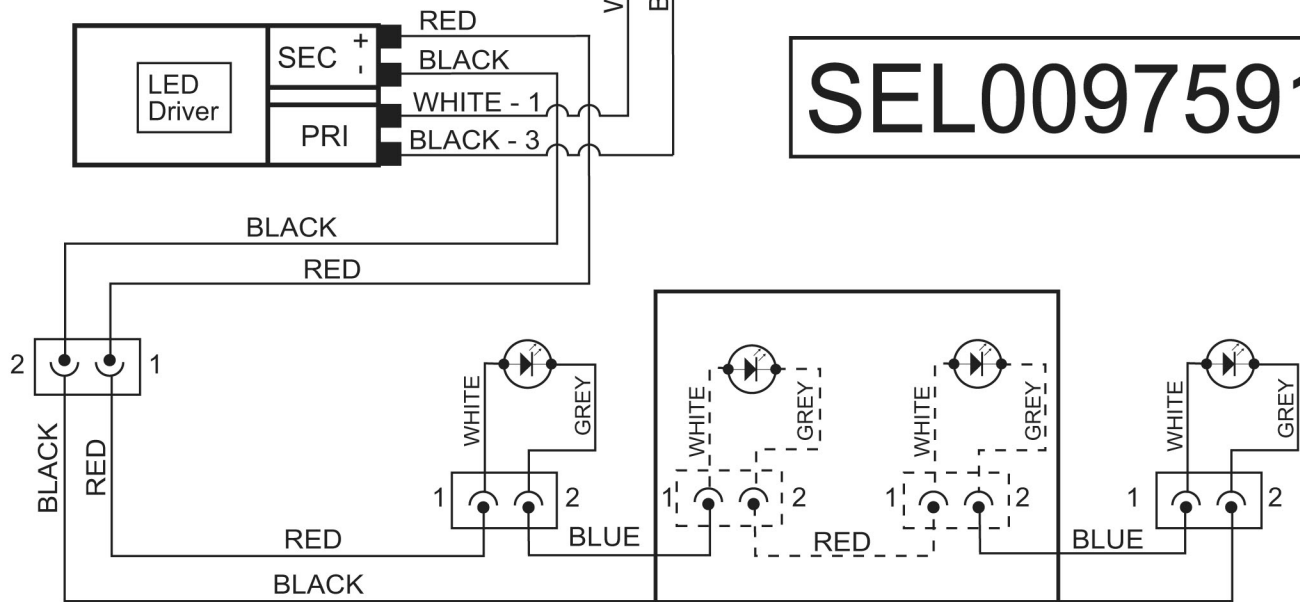 RED
SEC +
-
BLACK
LED
Driver
WHITE - 1
PRI
BLACK - 3
SEL009759
BLACK
RED
2
1
WHITE
GREY
WHITE
GREY
WHITE
GREY
WHITE
GREY
BLACK
RED
1
2
1
2
1
2
1
2
RED
BLUE
RED
BLUE
BLACK